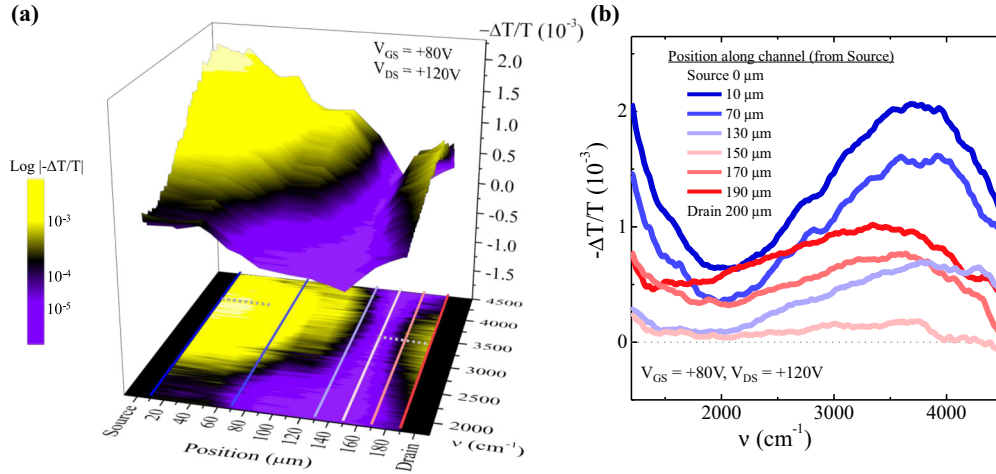 (a)
−ΔT/T (10⁻³)
V_GS = +80V
V_DS = +120V
2.0
1.5
1.0
0.5
0.0
-0.5
-1.0
-1.5
Log |-ΔT/T|
10⁻³
10⁻⁴
10⁻⁵
4500
4000
3500
3000
2500
2000
ν (cm⁻¹)
Source
20
40
60
80
100
120
140
160
180
Drain
Position (μm)
(b)
Position along channel (from Source)
Source 0 μm
10 μm
70 μm
130 μm
150 μm
170 μm
190 μm
Drain 200 μm
-ΔT/T (10⁻³)
2
1
0
V_GS = +80V, V_DS = +120V
2000
3000
4000
ν (cm⁻¹)